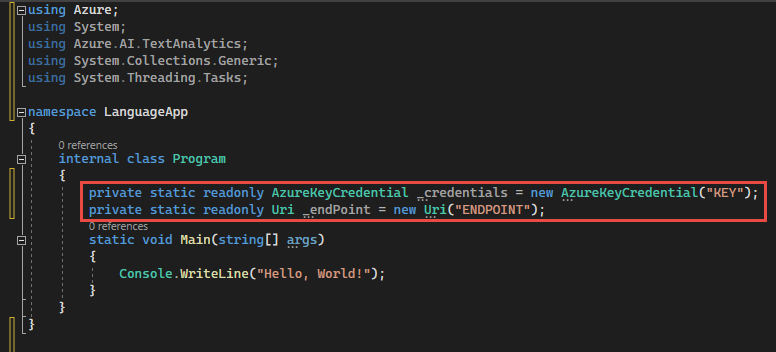 using Azure;
using System;
using Azure.AI.TextAnalytics;
using System.Collections.Generic;
using System.Threading.Tasks;
namespace LanguageApp
{
0 references
internal class Program
{
private static readonly AzureKeyCredential _credentials = new AzureKeyCredential("KEY");
private static readonly Uri _endPoint = new Uri("ENDPOINT");
0 references
static void Main(string[] args)
{
Console.WriteLine("Hello, World!");
}
}
}